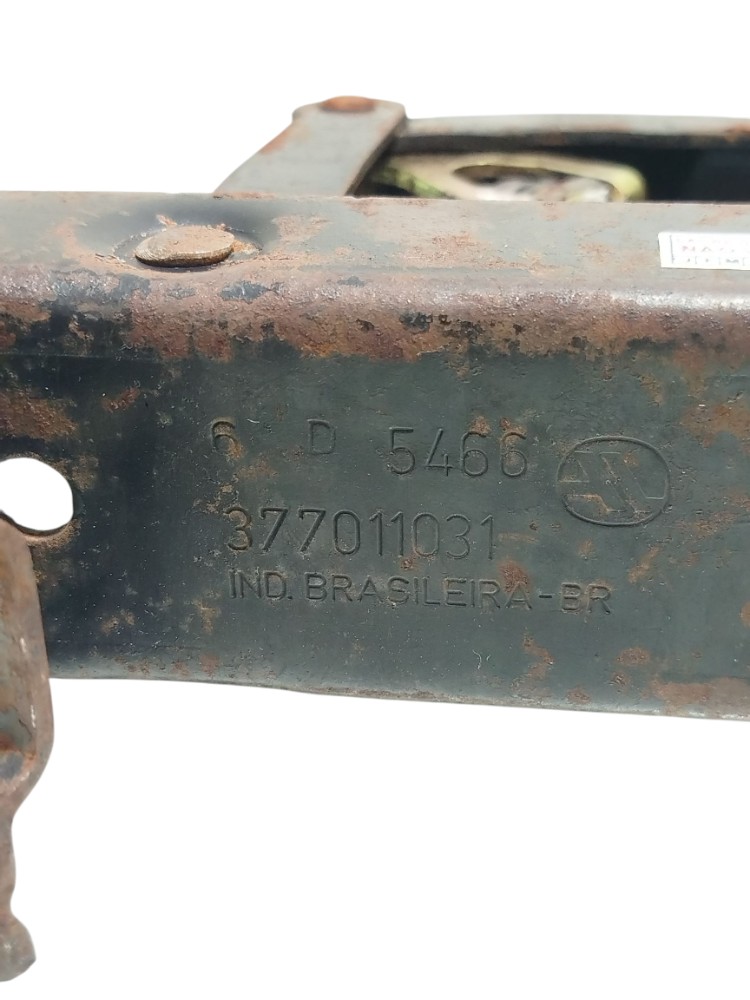 6 D 5466
377011031
IND. BRASILEIRA-BR